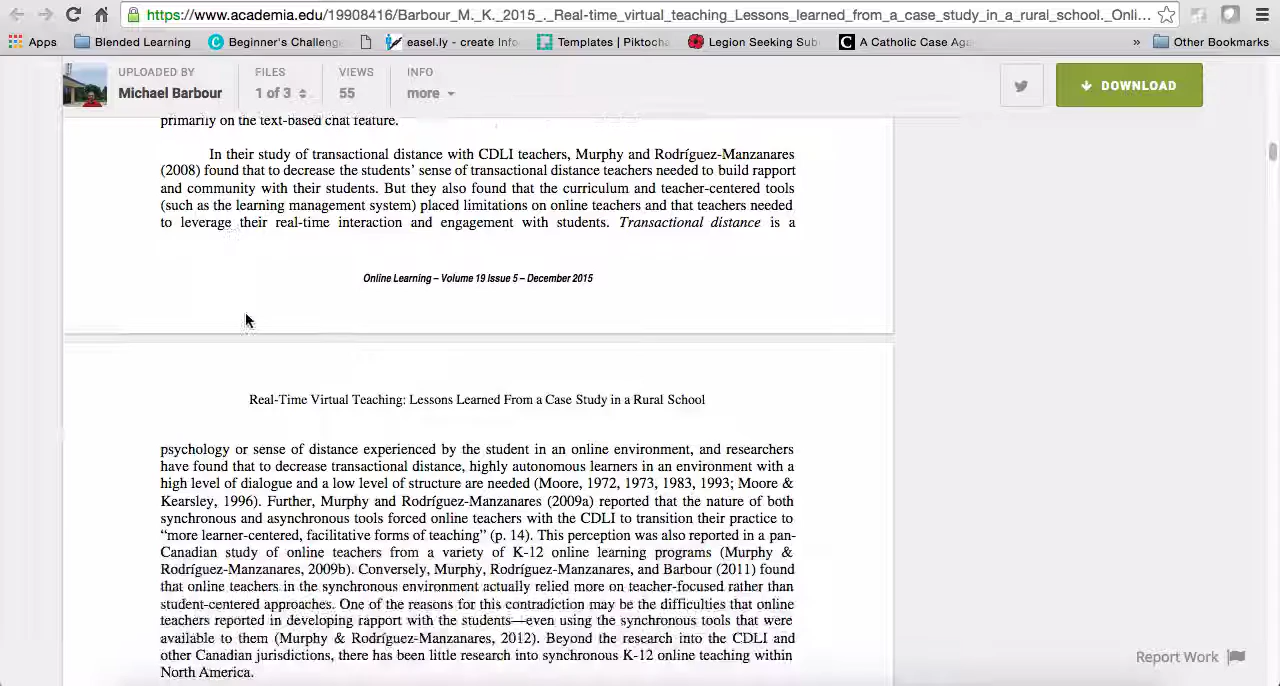 https://www.academia.edu/19908416/Barbour_M._K._2015_._Real-time_virtual_teaching_Lessons_learned_from_a_case_study_in_a_rural_school._Onli...
Apps Blended Learning Beginner's Challeng easel.ly - create Info Templates | Piktocha Legion Seeking Sub A Catholic Case Aga » Other Bookmarks
UPLOADED BY FILES VIEWS INFO
Michael Barbour 1 of 3 55 more
DOWNLOAD
primarily on the text-based chat feature.
In their study of transactional distance with CDLI teachers, Murphy and Rodríguez-Manzanares
(2008) found that to decrease the students' sense of transactional distance teachers needed to build rapport
and community with their students. But they also found that the curriculum and teacher-centered tools
(such as the learning management system) placed limitations on online teachers and that teachers needed
to leverage their real-time interaction and engagement with students. Transactional distance is a
Online Learning – Volume 19 Issue 5 – December 2015
Real-Time Virtual Teaching: Lessons Learned From a Case Study in a Rural School
psychology or sense of distance experienced by the student in an online environment, and researchers
have found that to decrease transactional distance, highly autonomous learners in an environment with a
high level of dialogue and a low level of structure are needed (Moore, 1972, 1973, 1983, 1993; Moore &
Kearsley, 1996). Further, Murphy and Rodríguez-Manzanares (2009a) reported that the nature of both
synchronous and asynchronous tools forced online teachers with the CDLI to transition their practice to
"more learner-centered, facilitative forms of teaching" (p. 14). This perception was also reported in a pan-
Canadian study of online teachers from a variety of K-12 online learning programs (Murphy &
Rodríguez-Manzanares, 2009b). Conversely, Murphy, Rodríguez-Manzanares, and Barbour (2011) found
that online teachers in the synchronous environment actually relied more on teacher-focused rather than
student-centered approaches. One of the reasons for this contradiction may be the difficulties that online
teachers reported in developing rapport with the students—even using the synchronous tools that were
available to them (Murphy & Rodríguez-Manzanares, 2012). Beyond the research into the CDLI and
other Canadian jurisdictions, there has been little research into synchronous K-12 online teaching within
North America.
Report Work